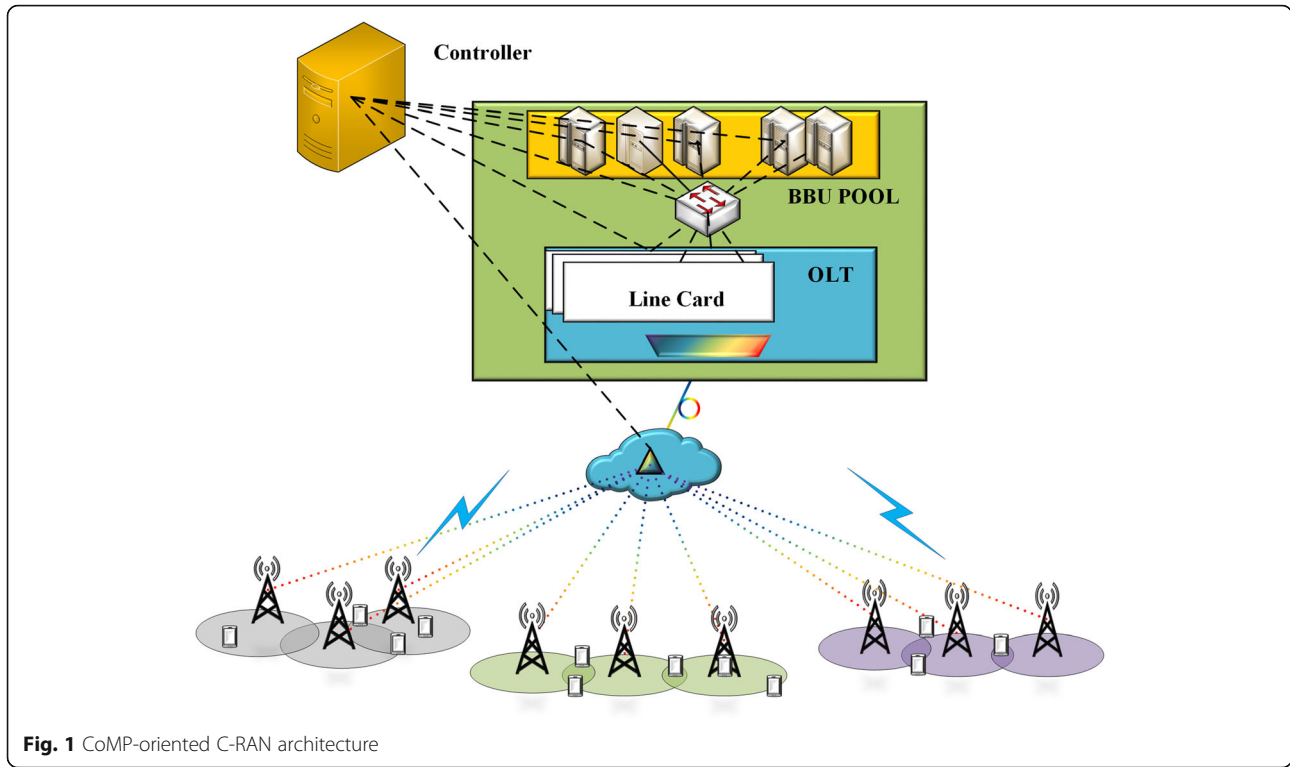 Controller
BBU POOL
OLT
Line Card
Fig. 1 CoMP-oriented C-RAN architecture